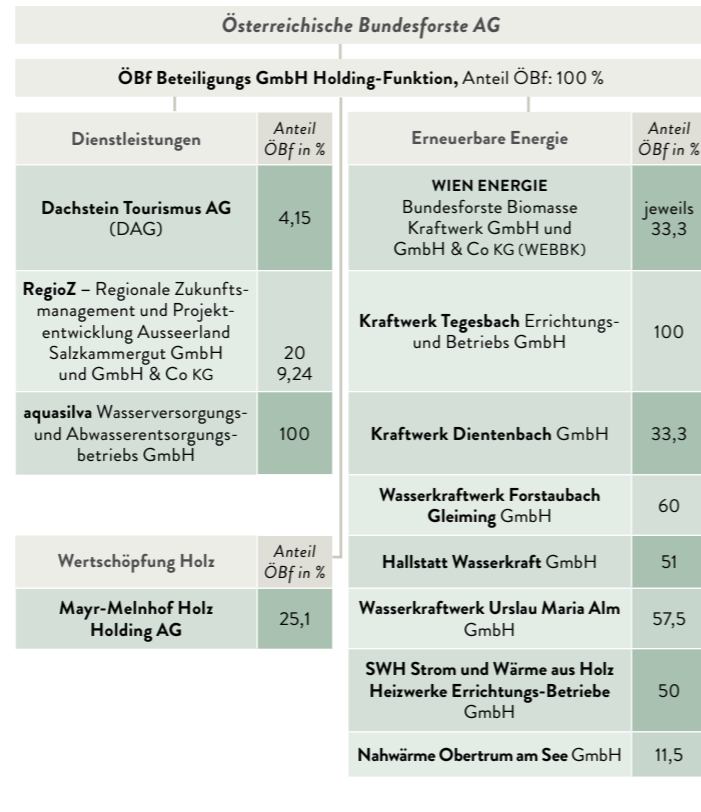 Österreichische Bundesforste AG
ÖBf Beteiligungs GmbH Holding-Funktion, Anteil ÖBf: 100 %
Dienstleistungen
Anteil
ÖBf in %
Dachstein Tourismus AG
(DAG)
4,15
RegioZ – Regionale Zukunfts-
management und Projekt-
entwicklung Ausseerland
Salzkammergut GmbH
und GmbH & Co KG
20
9,24
aquasilva Wasserversorgungs-
und Abwasserentsorgungs-
betriebs GmbH
100
Wertschöpfung Holz
Anteil
ÖBf in %
Mayr-Melnhof Holz
Holding AG
25,1
Erneuerbare Energie
Anteil
ÖBf in %
WIEN ENERGIE
Bundesforste Biomasse
Kraftwerk GmbH und
GmbH & Co KG (WEBBK)
jeweils
33,3
Kraftwerk Tegesbach Errichtungs-
und Betriebs GmbH
100
Kraftwerk Dientenbach GmbH
33,3
Wasserkraftwerk Forstaubach
Gleiming GmbH
60
Hallstatt Wasserkraft GmbH
51
Wasserkraftwerk Urslau Maria Alm
GmbH
57,5
SWH Strom und Wärme aus Holz
Heizwerke Errichtungs-Betriebe
GmbH
50
Nahwärme Obertrum am See GmbH
11,5